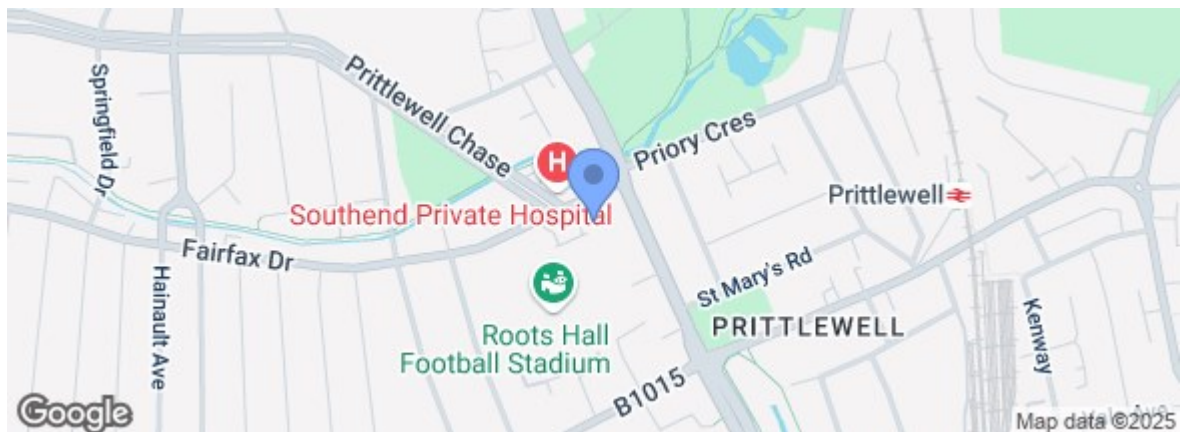 Springfield Dr
Prittlewell Chase
Priory Cres
H
Southend Private Hospital
Prittlewell
Fairfax Dr
Hainault Ave
St Mary's Rd
Roots Hall
Football Stadium
PRITTLEWELL
Kenway
B1015
Google
Map data ©2025